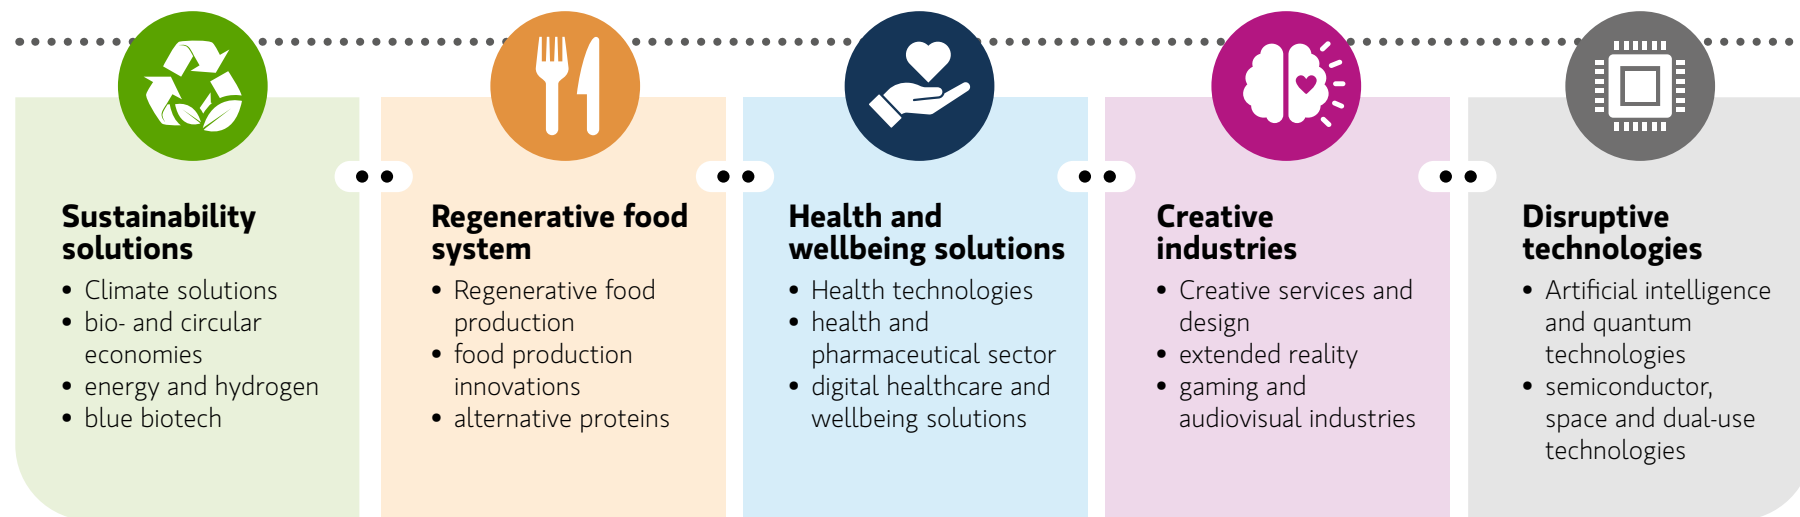 Sustainability
solutions
• Climate solutions
• bio- and circular
economies
• energy and hydrogen
• blue biotech
Regenerative food
system
• Regenerative food
production
• food production
innovations
• alternative proteins
Health and
wellbeing solutions
• Health technologies
• health and
pharmaceutical sector
• digital healthcare and
wellbeing solutions
Creative
industries
• Creative services and
design
• extended reality
• gaming and
audiovisual industries
Disruptive
technologies
• Artificial intelligence
and quantum
technologies
• semiconductor,
space and dual-use
technologies